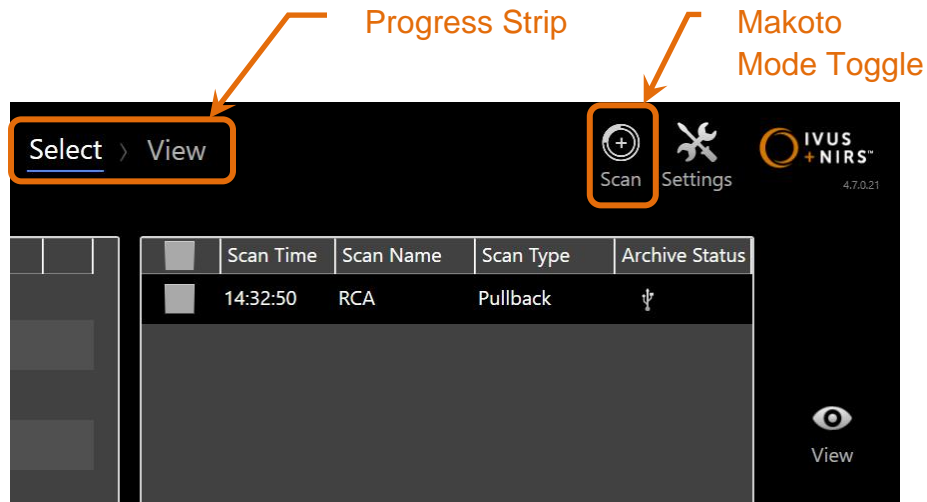 Progress Strip
Makoto
Mode Toggle
Select > View
Scan
Settings
IVUS
+NIRS™
4.7.0.21
Scan Time
Scan Name
Scan Type
Archive Status
14:32:50
RCA
Pullback
View